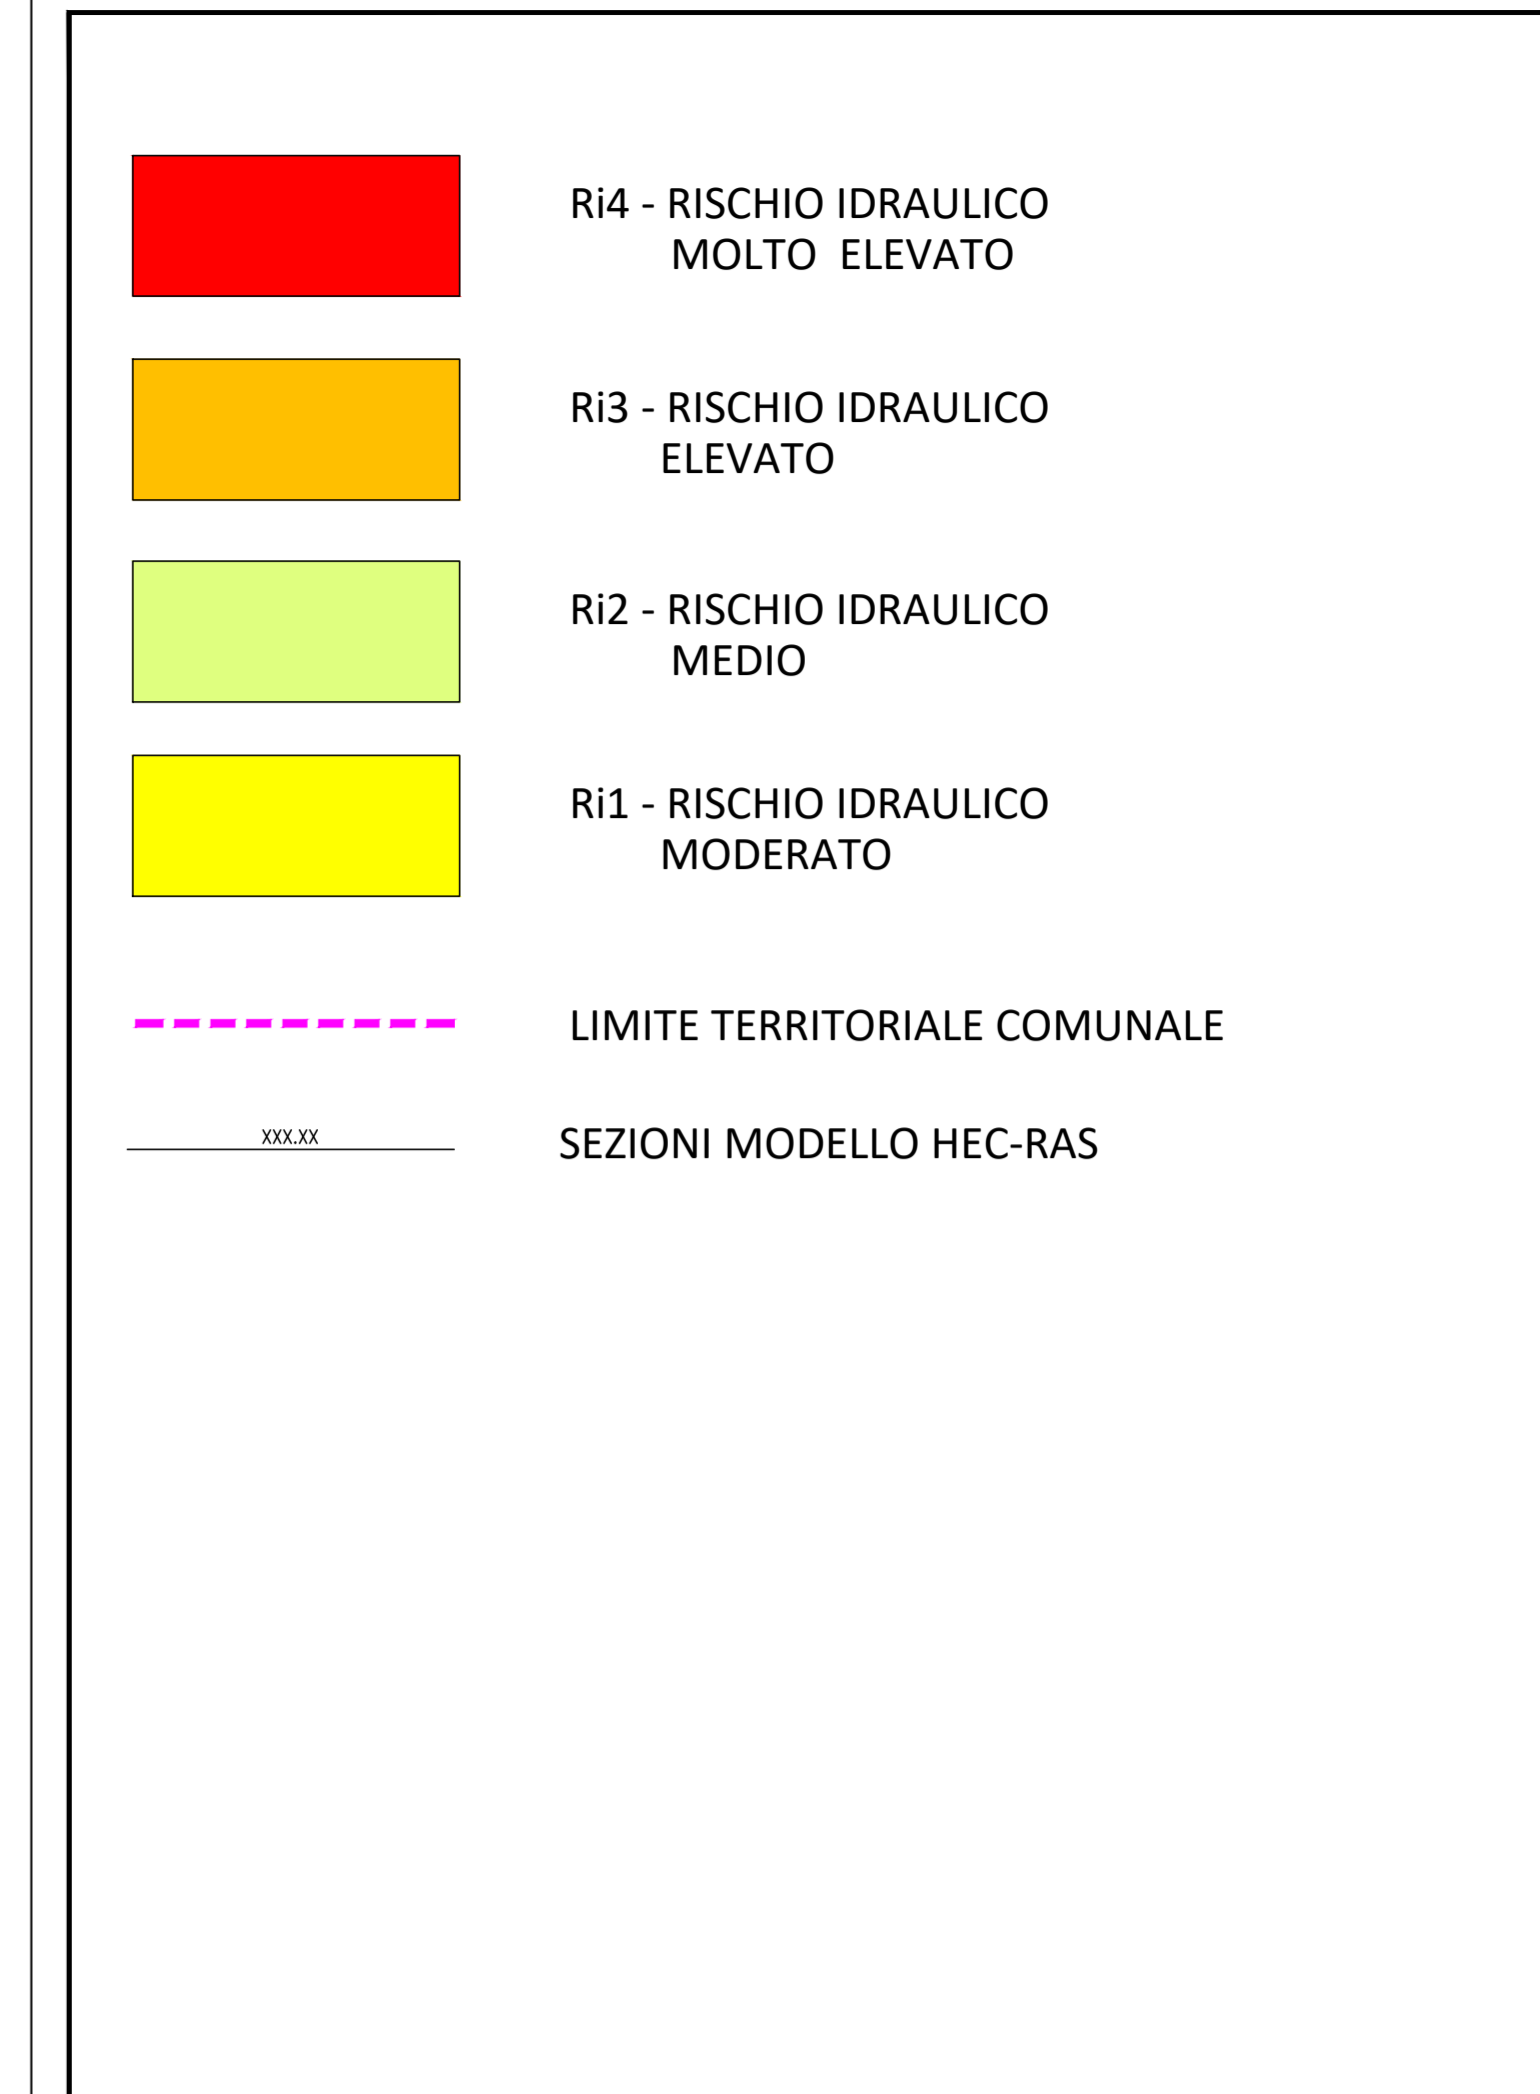 Ri4 - RISCHIO IDRAULICO
MOLTO ELEVATO
Ri3 - RISCHIO IDRAULICO
ELEVATO
Ri2 - RISCHIO IDRAULICO
MEDIO
Ri1 - RISCHIO IDRAULICO
MODERATO
LIMITE TERRITORIALE COMUNALE
XXX.XX
SEZIONI MODELLO HEC-RAS